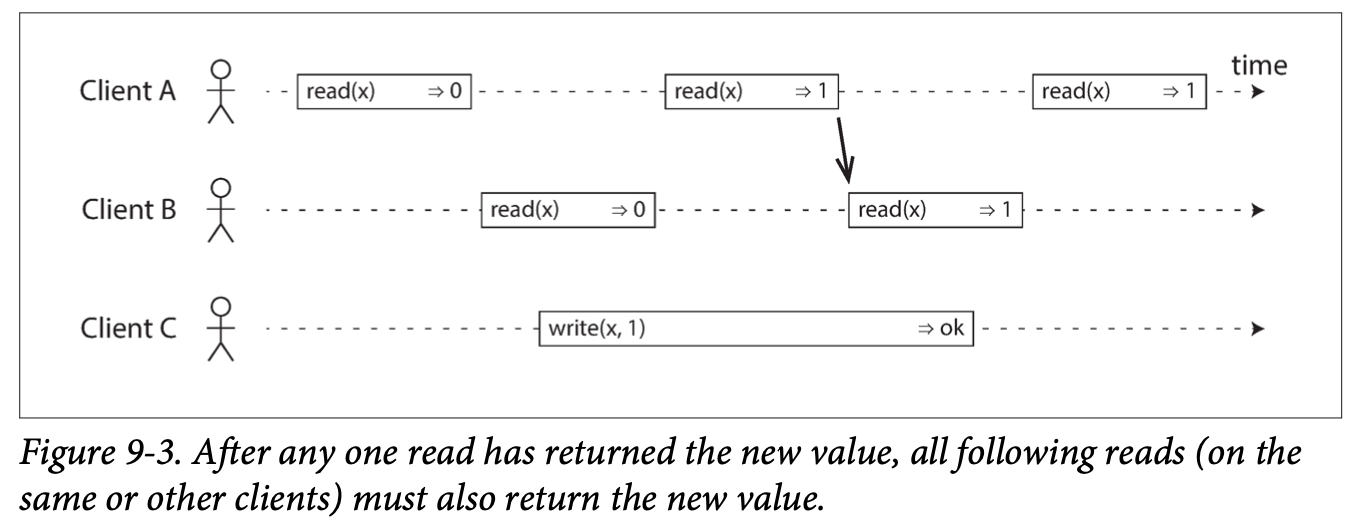 time
Client A read(x) ⇒ 0 read(x) ⇒ 1 read(x) ⇒ 1
Client B read(x) ⇒ 0 read(x) ⇒ 1
Client C write(x, 1) ⇒ ok
Figure 9-3. After any one read has returned the new value, all following reads (on the
same or other clients) must also return the new value.